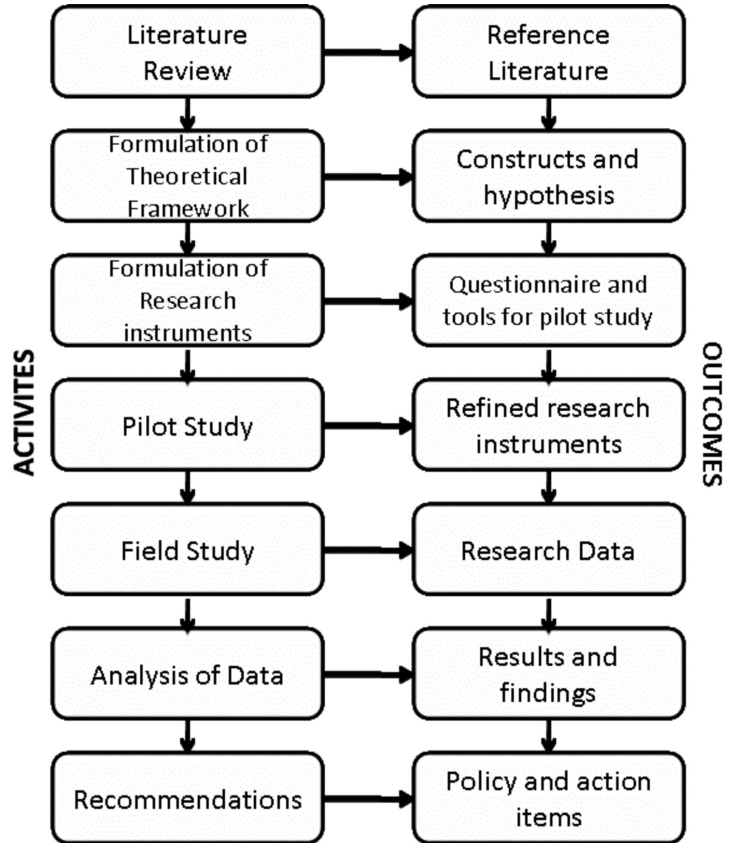 Literature
Review
Reference
Literature
Formulation of
Theoretical
Framework
Constructs and
hypothesis
Formulation of
Research
instruments
Questionnaire and
tools for pilot study
ACTIVITES
OUTCOMES
Pilot Study
Refined research
instruments
Field Study
Research Data
Analysis of Data
Results and
findings
Recommendations
Policy and action
items